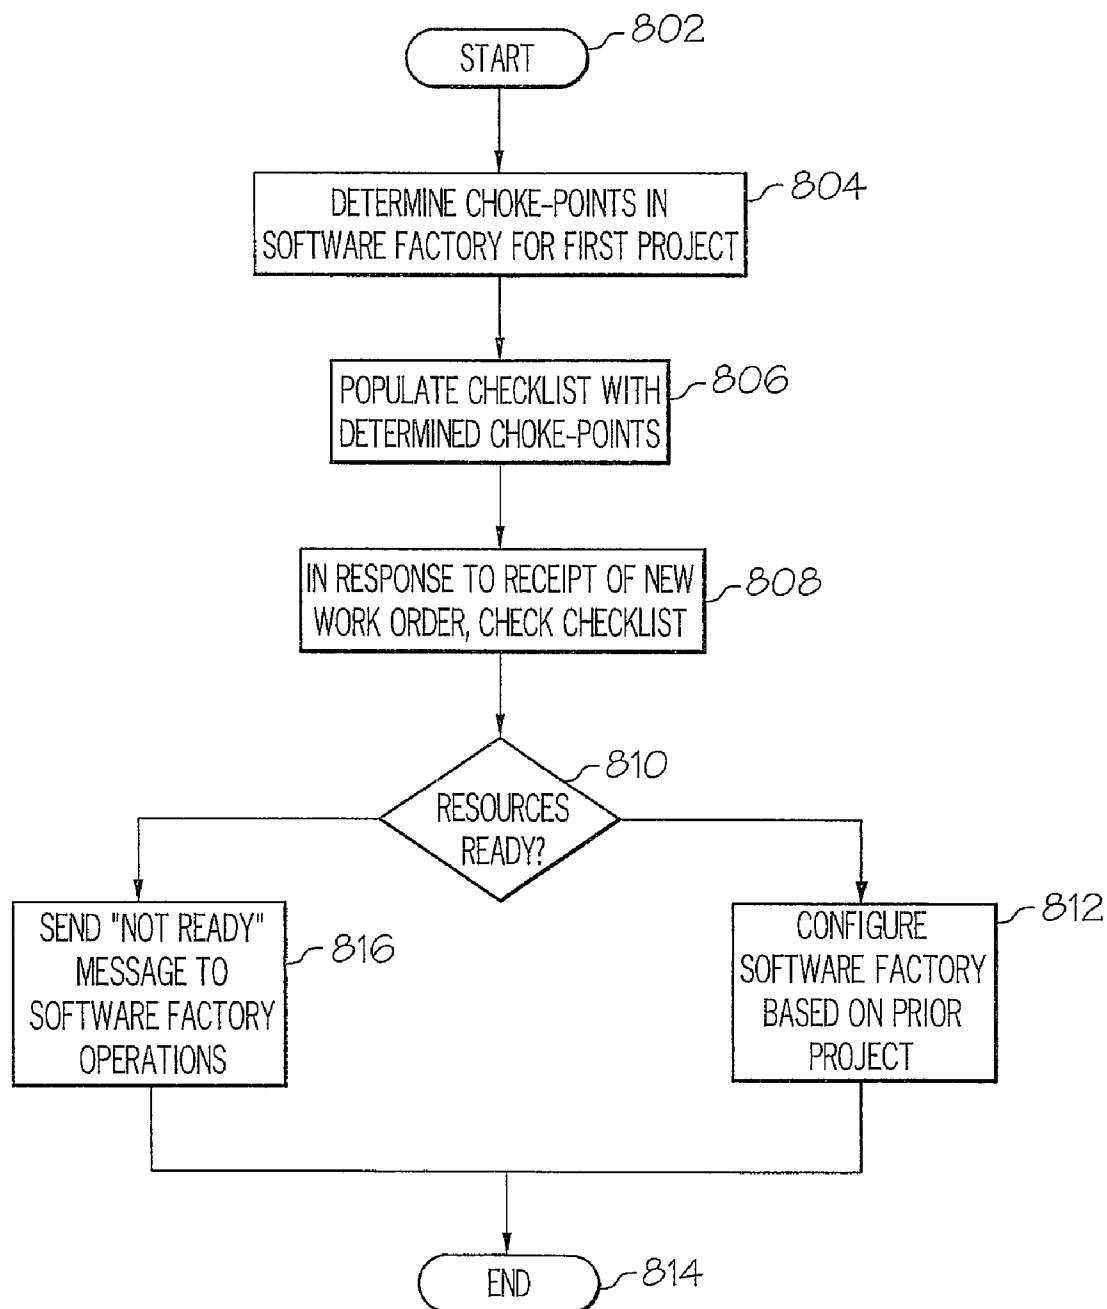 START
802
DETERMINE CHOKE-POINTS IN
SOFTWARE FACTORY FOR FIRST PROJECT
804
POPULATE CHECKLIST WITH
DETERMINED CHOKE-POINTS
806
IN RESPONSE TO RECEIPT OF NEW
WORK ORDER, CHECK CHECKLIST
808
RESOURCES
READY?
810
SEND "NOT READY"
MESSAGE TO
SOFTWARE FACTORY
OPERATIONS
816
CONFIGURE
SOFTWARE FACTORY
BASED ON PRIOR
PROJECT
812
END
814